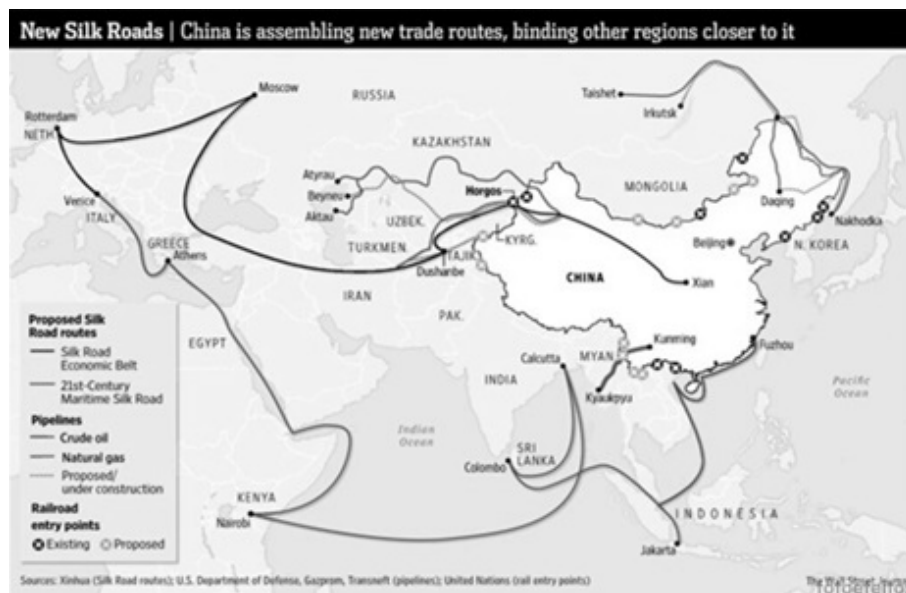 New Silk Roads | China is assembling new trade routes, binding other regions closer to it
Moscow
RUSSIA
Taishet
Irkutsk
Rotterdam
NETH.
KAZAKHSTAN
Atyrau
Beyneu
Aktau
Horgos
MONGOLIA
Daqing
Nakhodka
Venice
ITALY
UZBEK.
KYRG.
Beijing
N. KOREA
GREECE
Athens
TURKMEN.
TAJIK.
Dushanbe
CHINA
Xian
IRAN
PAK.
EGYPT
Proposed Silk
Road routes
Silk Road
Economic Belt
21st-Century
Maritime Silk Road
Pipelines
Crude oil
Natural gas
Proposed/
under construction
Railroad
entry points
Existing
Proposed
Calcutta
INDIA
MYAN.
Kunming
Kyaukpyu
Fuzhou
Pacific
Ocean
Indian
Ocean
SRI
LANKA
Colombo
KENYA
Nairobi
INDONESIA
Jakarta
Sources: Xinhua (Silk Road routes); U.S. Department of Defense, Gazprom, Transneft (pipelines); United Nations (rail entry points)
The Wall Street Journal